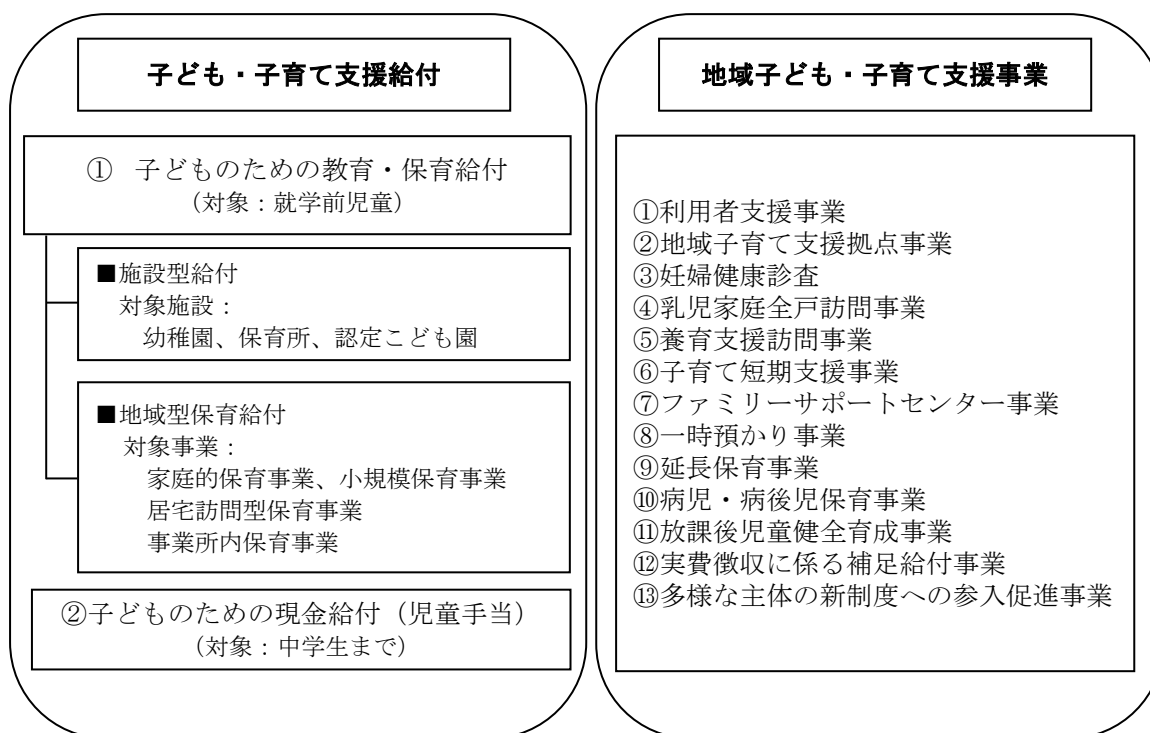 子ども・子育て支援給付
① 子どものための教育・保育給付
（対象：就学前児童）
■施設型給付
対象施設：
幼稚園、保育所、認定こども園
■地域型保育給付
対象事業：
家庭的保育事業、小規模保育事業
居宅訪問型保育事業
事業所内保育事業
②子どものための現金給付（児童手当）
（対象：中学生まで）
地域子ども・子育て支援事業
①利用者支援事業
②地域子育て支援拠点事業
③妊婦健康診査
④乳児家庭全戸訪問事業
⑤養育支援訪問事業
⑥子育て短期支援事業
⑦ファミリーサポートセンター事業
⑧一時預かり事業
⑨延長保育事業
⑩病児・病後児保育事業
⑪放課後児童健全育成事業
⑫実費徴収に係る補足給付事業
⑬多様な主体の新制度への参入促進事業